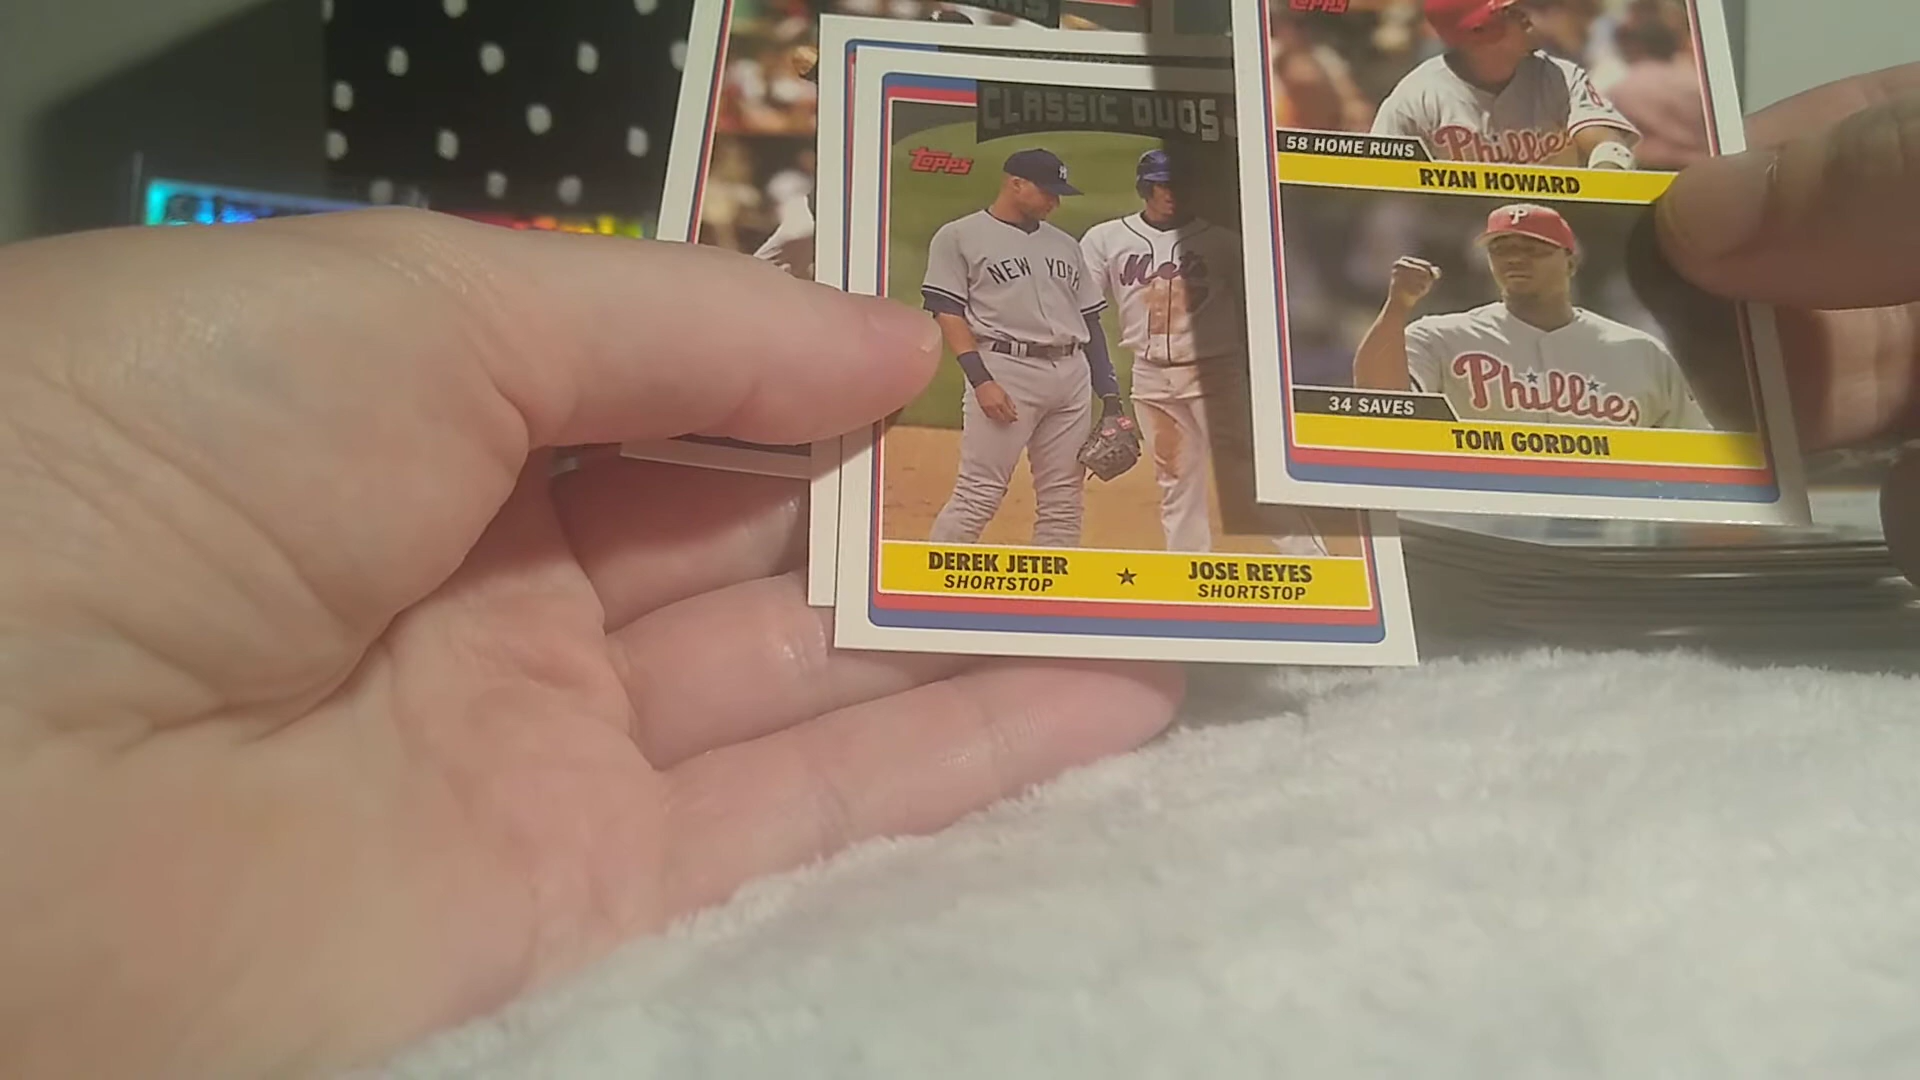 CLASSIC DUOS
Topps
NEW YORK
Mets
DEREK JETER
SHORTSTOP
JOSE REYES
SHORTSTOP
Topps
Phillies
58 HOME RUNS
RYAN HOWARD
P
Phillies
34 SAVES
TOM GORDON